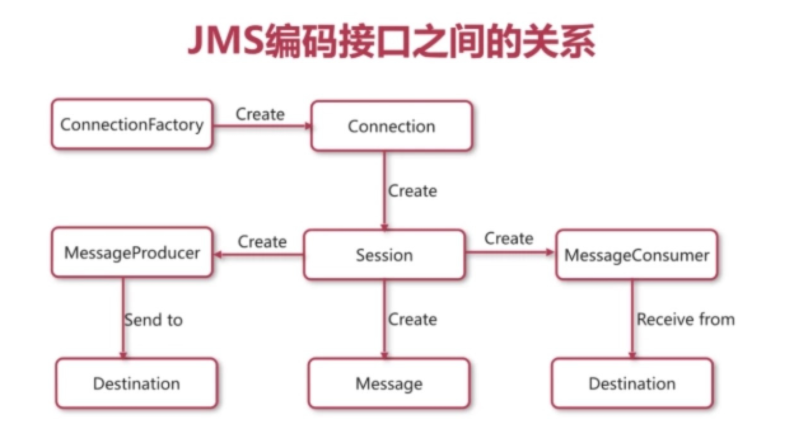 JMS编码接口之间的关系
ConnectionFactory
Create
Connection
Create
MessageProducer
Create
Session
Create
MessageConsumer
Send to
Create
Receive from
Destination
Message
Destination